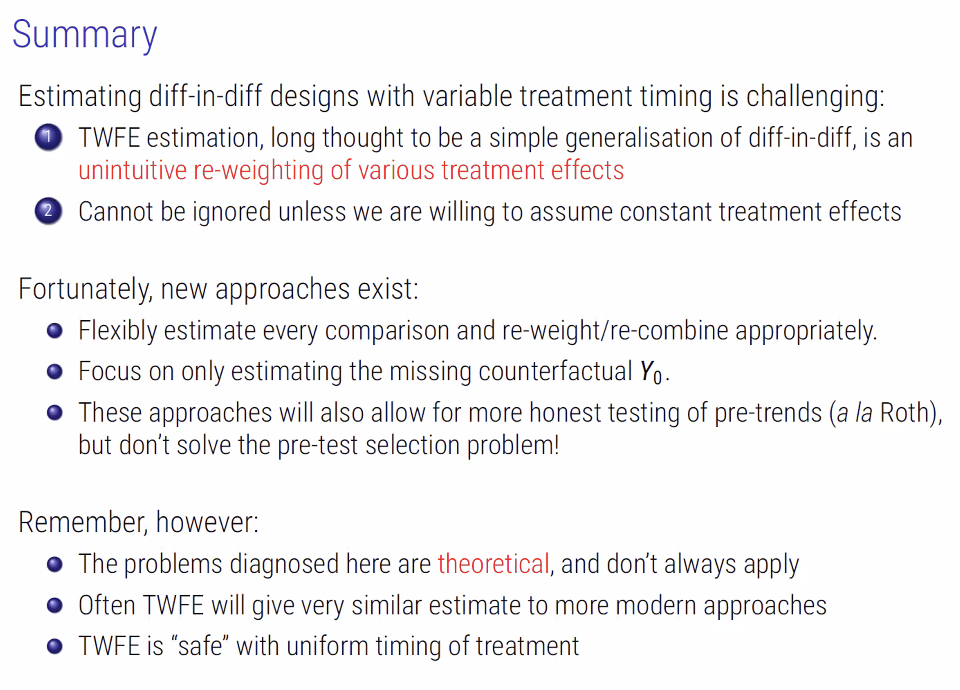 Summary
Estimating diff-in-diff designs with variable treatment timing is challenging:
1 TWFE estimation, long thought to be a simple generalisation of diff-in-diff, is an
unintuitive re-weighting of various treatment effects
2 Cannot be ignored unless we are willing to assume constant treatment effects
Fortunately, new approaches exist:
Flexibly estimate every comparison and re-weight/re-combine appropriately.
Focus on only estimating the missing counterfactual Y₀.
These approaches will also allow for more honest testing of pre-trends (a la Roth),
but don't solve the pre-test selection problem!
Remember, however:
The problems diagnosed here are theoretical, and don't always apply
Often TWFE will give very similar estimate to more modern approaches
TWFE is “safe” with uniform timing of treatment